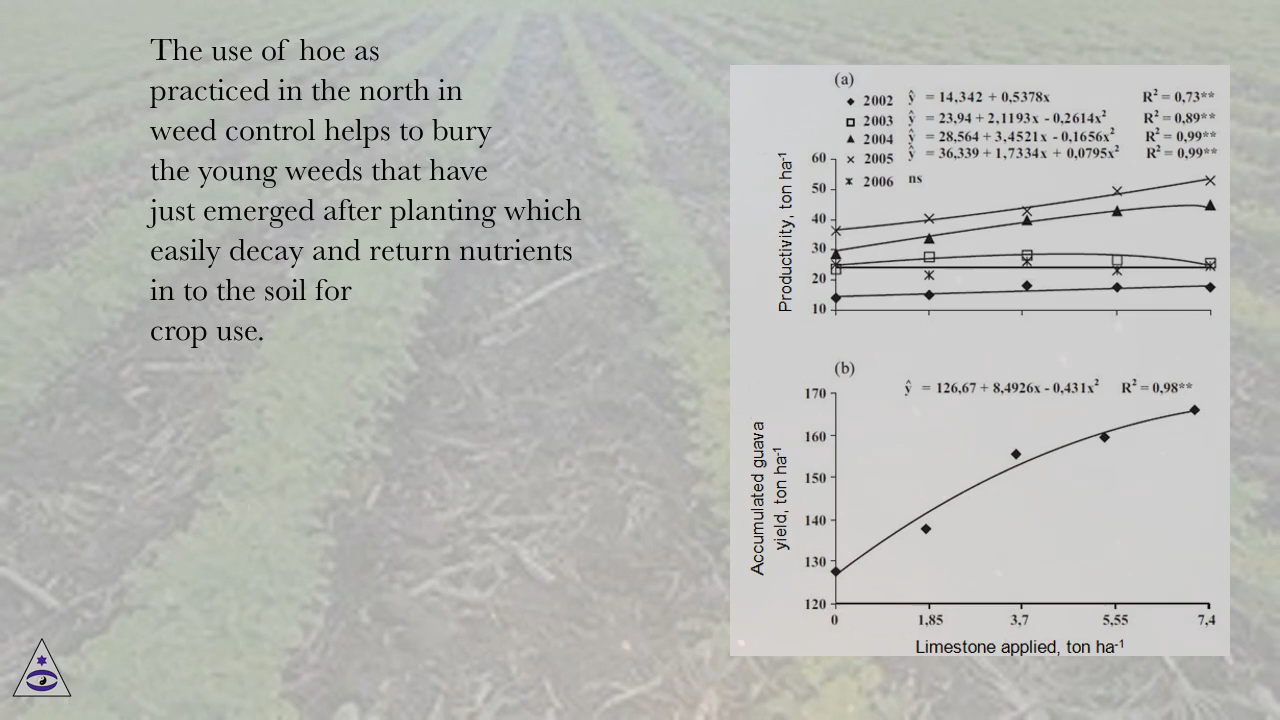 The use of hoe as
practiced in the north in
weed control helps to bury
the young weeds that have
just emerged after planting which
easily decay and return nutrients
in to the soil for
crop use.
(a)
2002 ŷ = 14,342 + 0,5378x R² = 0,73**
2003 ŷ = 23,94 + 2,1193x - 0,2614x² R² = 0,89**
2004 ŷ = 28,564 + 3,4521x - 0,1656x² R² = 0,99**
2005 ŷ = 36,339 + 1,7334x + 0,0795x² R² = 0,99**
2006 ns
Productivity, ton ha⁻¹
60
50
40
30
20
10
(b)
ŷ = 126,67 + 8,4926x - 0,431x² R² = 0,98**
Accumulated guava
yield, ton ha⁻¹
170
160
150
140
130
120
0 1,85 3,7 5,55 7,4
Limestone applied, ton ha⁻¹